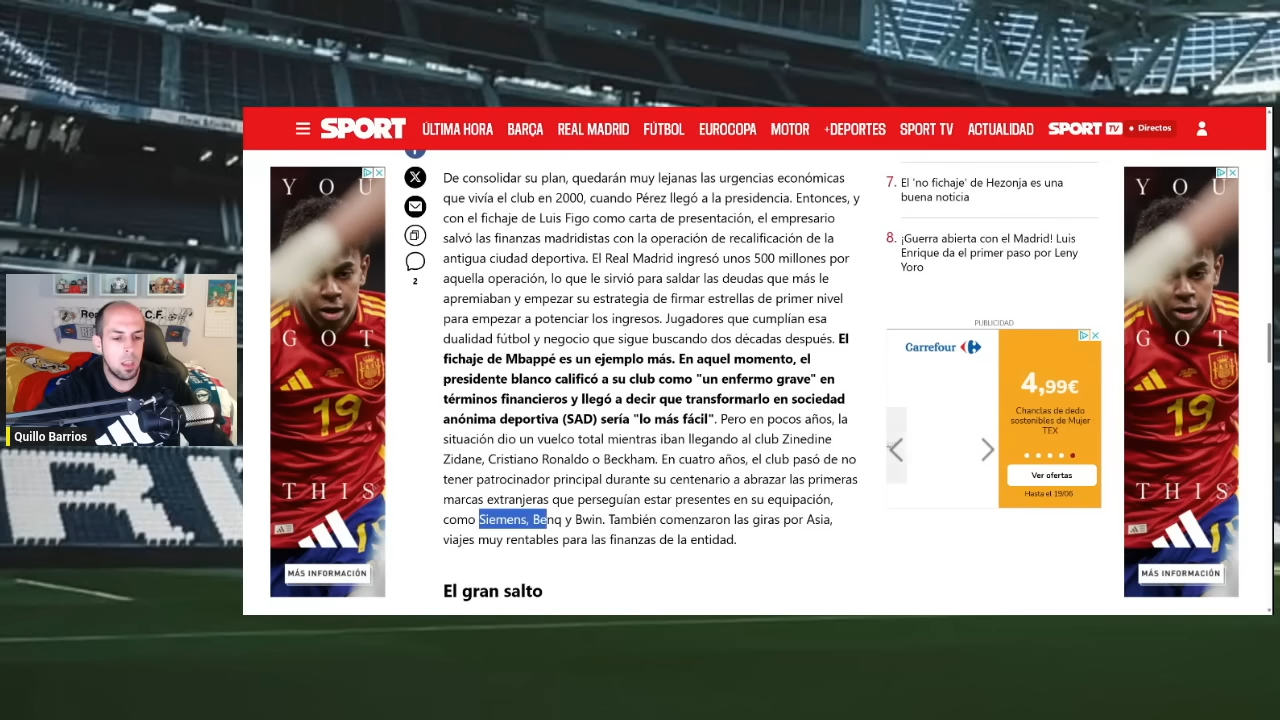 SPORT
ÚLTIMA HORA
BARÇA
REAL MADRID
FÚTBOL
EUROCOPA
MOTOR
+DEPORTES
SPORT TV
ACTUALIDAD
SPORT TV
Directos
YOU
GOT
19
THIS
MÁS INFORMACIÓN
2
De consolidar su plan, quedarán muy lejanas las urgencias económicas
que vivía el club en 2000, cuando Pérez llegó a la presidencia. Entonces, y
con el fichaje de Luis Figo como carta de presentación, el empresario
salvó las finanzas madridistas con la operación de recalificación de la
antigua ciudad deportiva. El Real Madrid ingresó unos 500 millones por
aquella operación, lo que le sirvió para saldar las deudas que más le
apremiaban y empezar su estrategia de firmar estrellas de primer nivel
para empezar a potenciar los ingresos. Jugadores que cumplían esa
dualidad fútbol y negocio que sigue buscando dos décadas después. El
fichaje de Mbappé es un ejemplo más. En aquel momento, el
presidente blanco calificó a su club como "un enfermo grave" en
términos financieros y llegó a decir que transformarlo en sociedad
anónima deportiva (SAD) sería "lo más fácil". Pero en pocos años, la
situación dio un vuelco total mientras iban llegando al club Zinedine
Zidane, Cristiano Ronaldo o Beckham. En cuatro años, el club pasó de no
tener patrocinador principal durante su centenario a abrazar las primeras
marcas extranjeras que perseguían estar presentes en su equipación,
como Siemens, Benq y Bwin. También comenzaron las giras por Asia,
viajes muy rentables para las finanzas de la entidad.
El gran salto
7. El 'no fichaje' de Hezonja es una
buena noticia
8. ¡Guerra abierta con el Madrid! Luis
Enrique da el primer paso por Leny
Yoro
PUBLICIDAD
Carrefour
4,99€
Chanclas de dedo
sostenibles de Mujer
TEX
Ver ofertas
Hasta el 19/06
YOU
GOT
19
THIS
MÁS INFORMACIÓN
Quillo Barrios